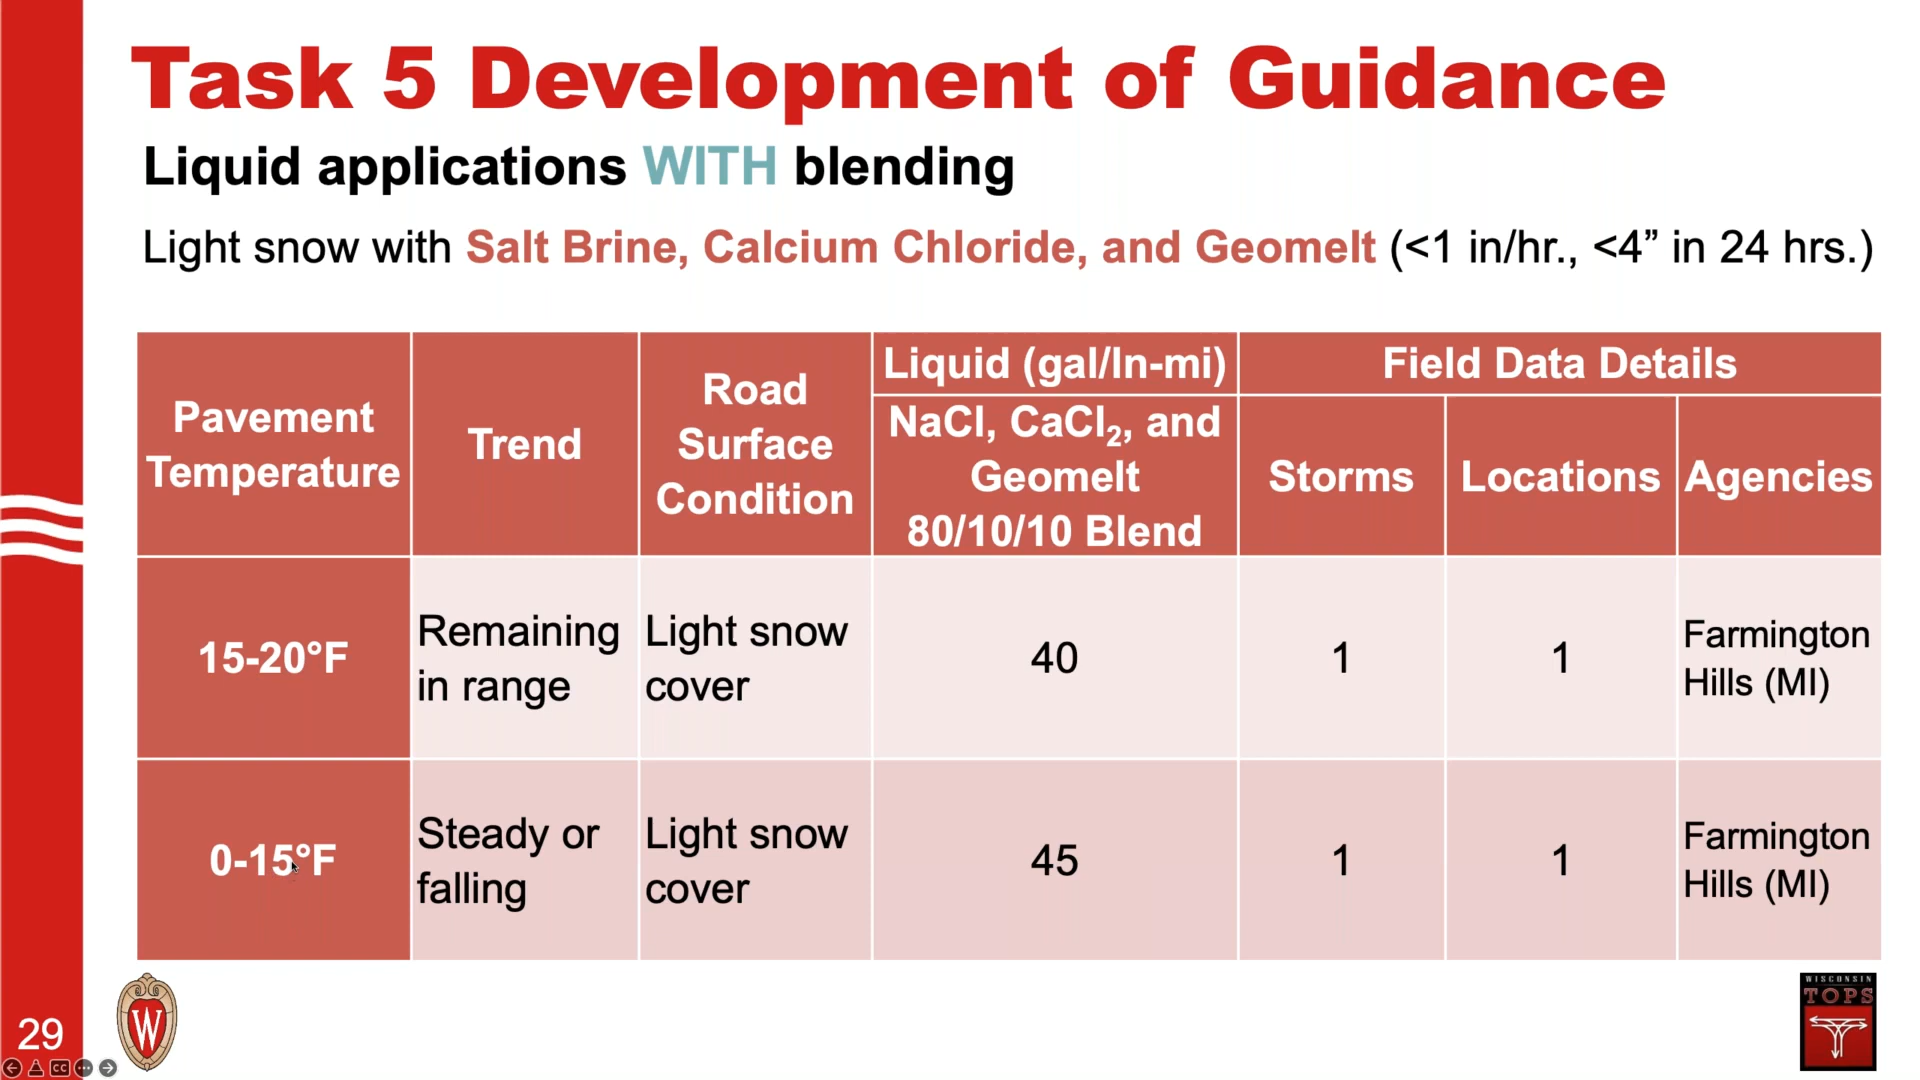 Task 5 Development of Guidance
Liquid applications WITH blending
Light snow with Salt Brine, Calcium Chloride, and Geomelt (<1 in/hr., <4” in 24 hrs.)
Pavement
Temperature
Trend
Road
Surface
Condition
Liquid (gal/ln-mi)
NaCl, CaCl₂, and
Geomelt
80/10/10 Blend
Field Data Details
Storms
Locations
Agencies
15-20°F
Remaining
in range
Light snow
cover
40
1
1
Farmington
Hills (MI)
0-15°F
Steady or
falling
Light snow
cover
45
1
1
Farmington
Hills (MI)
29
W
WISCONSIN
TOPS
CC